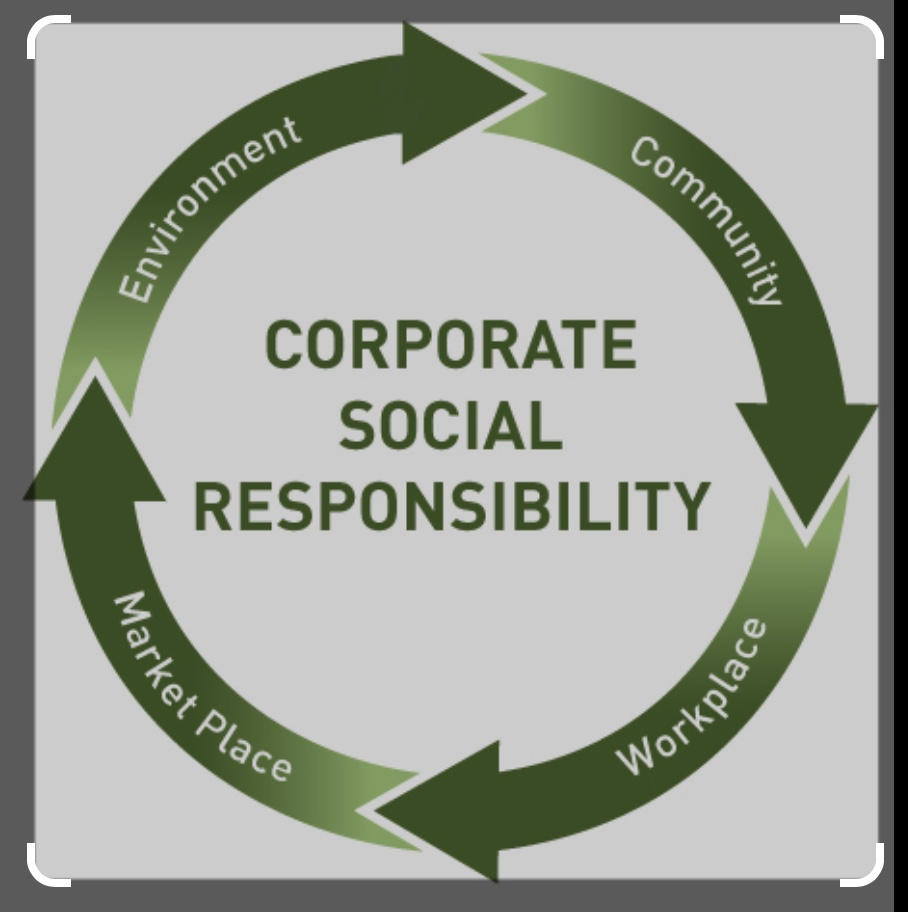 Environment
Community
CORPORATE
SOCIAL
RESPONSIBILITY
Market Place
Workplace